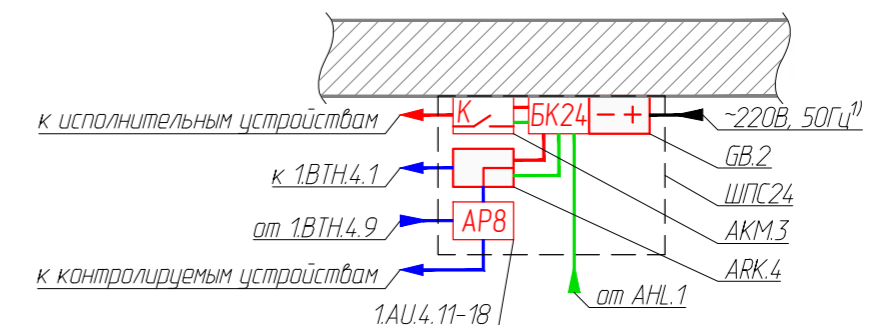 к исполнительным устройствам
К
БК24
− +
~220В, 50Гц¹⁾
GB.2
к 1.ВТН.4.1
ШПС24
от 1.ВТН.4.9
АР8
АКМ.3
ARK.4
к контролируемым устройствам
от AHL.1
1.AU.4.11-18